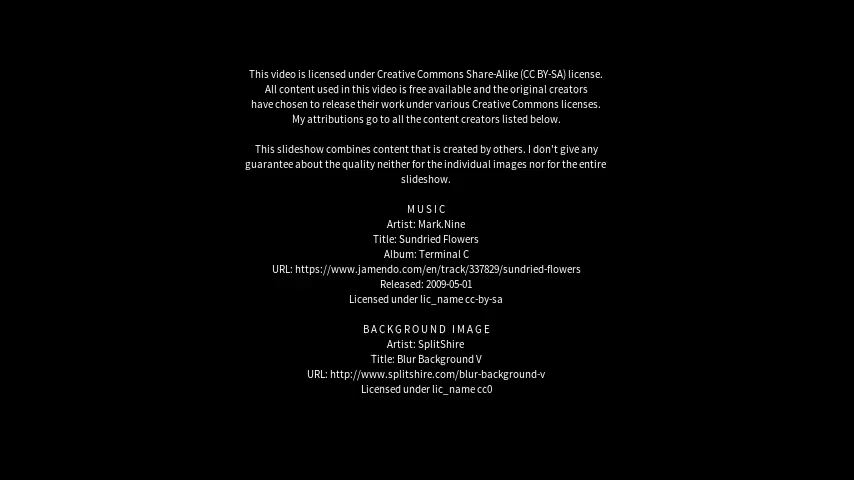 This video is licensed under Creative Commons Share-Alike (CC BY-SA) license.
All content used in this video is free available and the original creators
have chosen to release their work under various Creative Commons licenses.
My attributions go to all the content creators listed below.
This slideshow combines content that is created by others. I don't give any
guarantee about the quality neither for the individual images nor for the entire
slideshow.
MUSIC
Artist: Mark.Nine
Title: Sundried Flowers
Album: Terminal C
URL: https://www.jamendo.com/en/track/337829/sundried-flowers
Released: 2009-05-01
Licensed under lic_name cc-by-sa
BACKGROUND IMAGE
Artist: SplitShire
Title: Blur Background V
URL: http://www.splitshire.com/blur-background-v
Licensed under lic_name cc0